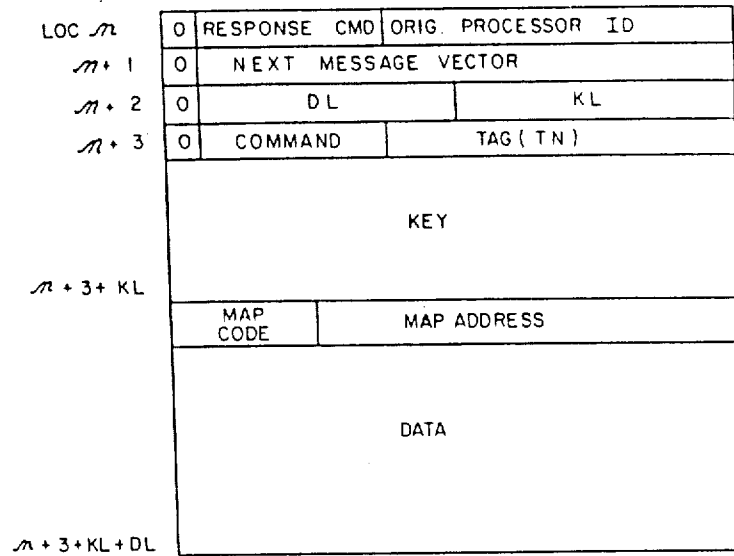 LOC n 0 RESPONSE CMD ORIG. PROCESSOR ID
n + 1 0 NEXT MESSAGE VECTOR
n + 2 0 DL KL
n + 3 0 COMMAND TAG ( TN )
KEY
n + 3 + KL
MAP CODE MAP ADDRESS
DATA
n + 3 + KL + DL